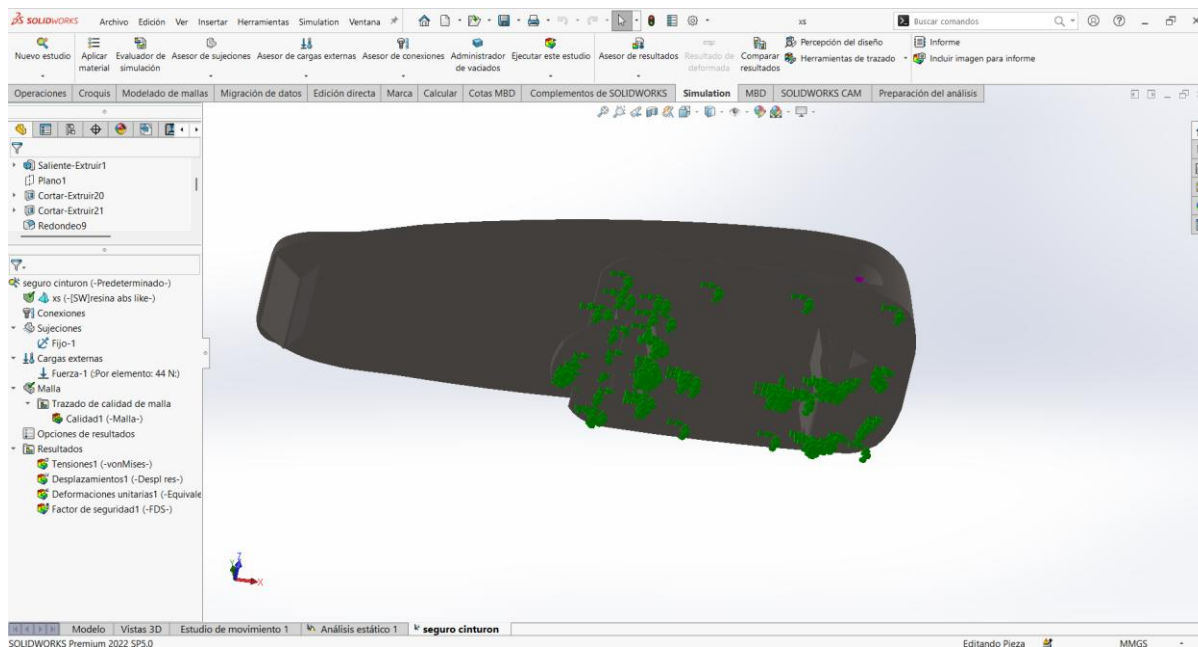 SOLIDWORKS Archivo Edición Ver Insertar Herramientas Simulation Ventana xs Buscar comandos
Nuevo estudio Aplicar material Evaluador de simulación Asesor de sujeciones Asesor de cargas externas Asesor de conexiones Administrador de vaciados Ejecutar este estudio Asesor de resultados Resultado de deformada Comparar resultados
Percepción del diseño
Herramientas de trazado
Informe
Incluir imagen para informe
Operaciones Croquis Modelado de mallas Migración de datos Edición directa Marca Calcular Cotas MBD Complementos de SOLIDWORKS Simulation MBD SOLIDWORKS CAM Preparación del análisis
Saliente-Extruir1
Plano1
Cortar-Extruir20
Cortar-Extruir21
Redondeo9
seguro cinturon (-Predeterminado-)
xs (-[SW]resina abs like-)
Conexiones
Sujeciones
Fijo-1
Cargas externas
Fuerza-1 (:Por elemento: 44 N:)
Malla
Trazado de calidad de malla
Calidad1 (-Malla-)
Opciones de resultados
Resultados
Tensiones1 (-vonMises-)
Desplazamientos1 (-Despl res-)
Deformaciones unitarias1 (-Equivale
Factor de seguridad1 (-FDS-)
Z
Y
X
Modelo Vistas 3D Estudio de movimiento 1 Análisis estático 1 seguro cinturon
SOLIDWORKS Premium 2022 SP5.0 Editando Pieza MMGS